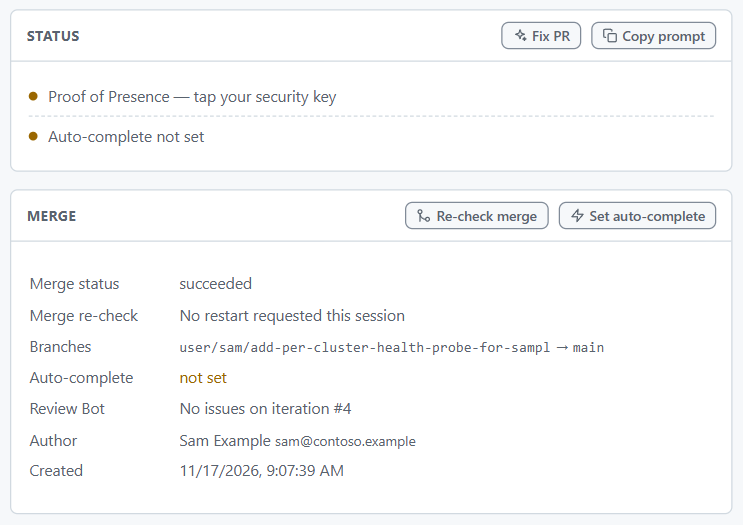 STATUS
Fix PR
Copy prompt
Proof of Presence — tap your security key
Auto-complete not set
MERGE
Re-check merge
Set auto-complete
Merge status succeeded
Merge re-check No restart requested this session
Branches user/sam/add-per-cluster-health-probe-for-sampl → main
Auto-complete not set
Review Bot No issues on iteration #4
Author Sam Example sam@contoso.example
Created 11/17/2026, 9:07:39 AM